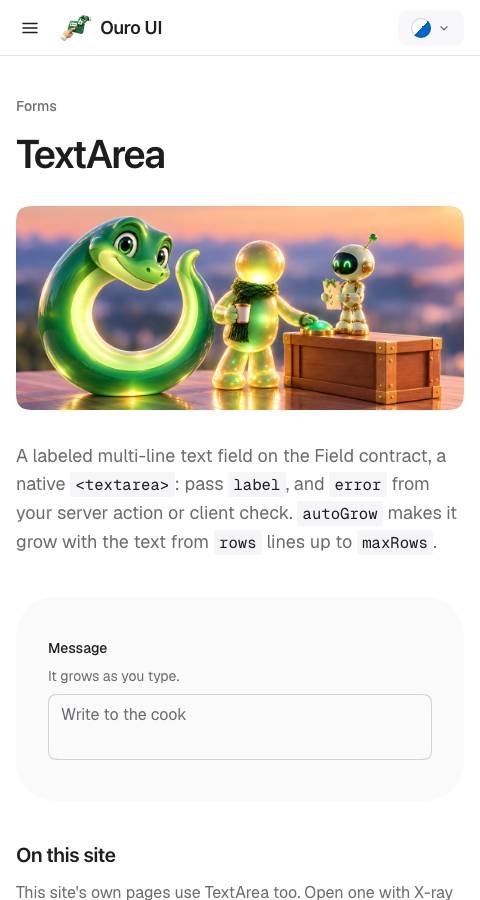 Ouro UI
Forms
TextArea
A labeled multi-line text field on the Field contract, a
native <textarea>: pass label, and error from
your server action or client check. autoGrow makes it
grow with the text from rows lines up to maxRows.
Message
It grows as you type.
Write to the cook
On this site
This site's own pages use TextArea too. Open one with X-ray